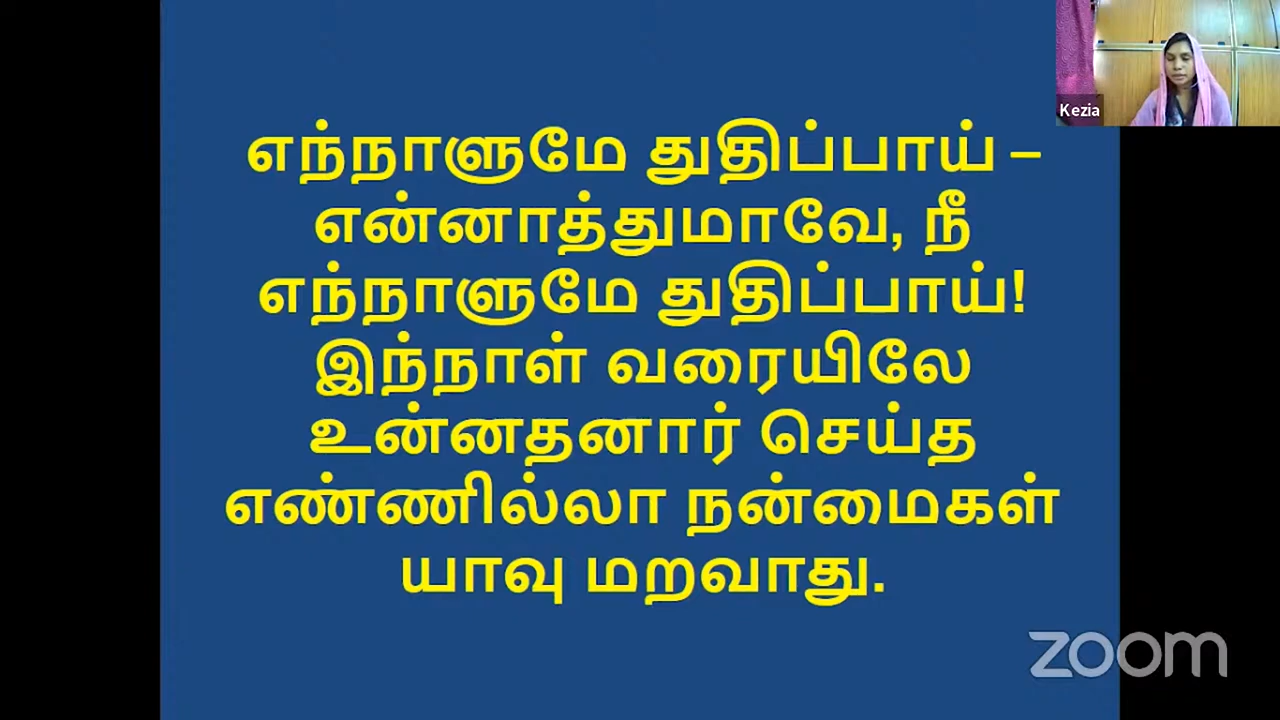 Kezia
எந்நாளுமே துதிப்பாய் –
என்னாத்துமாவே, நீ
எந்நாளுமே துதிப்பாய்!
இந்நாள் வரையிலே
உன்னதனார் செய்த
எண்ணில்லா நன்மைகள்
யாவு மறவாது.
zoom